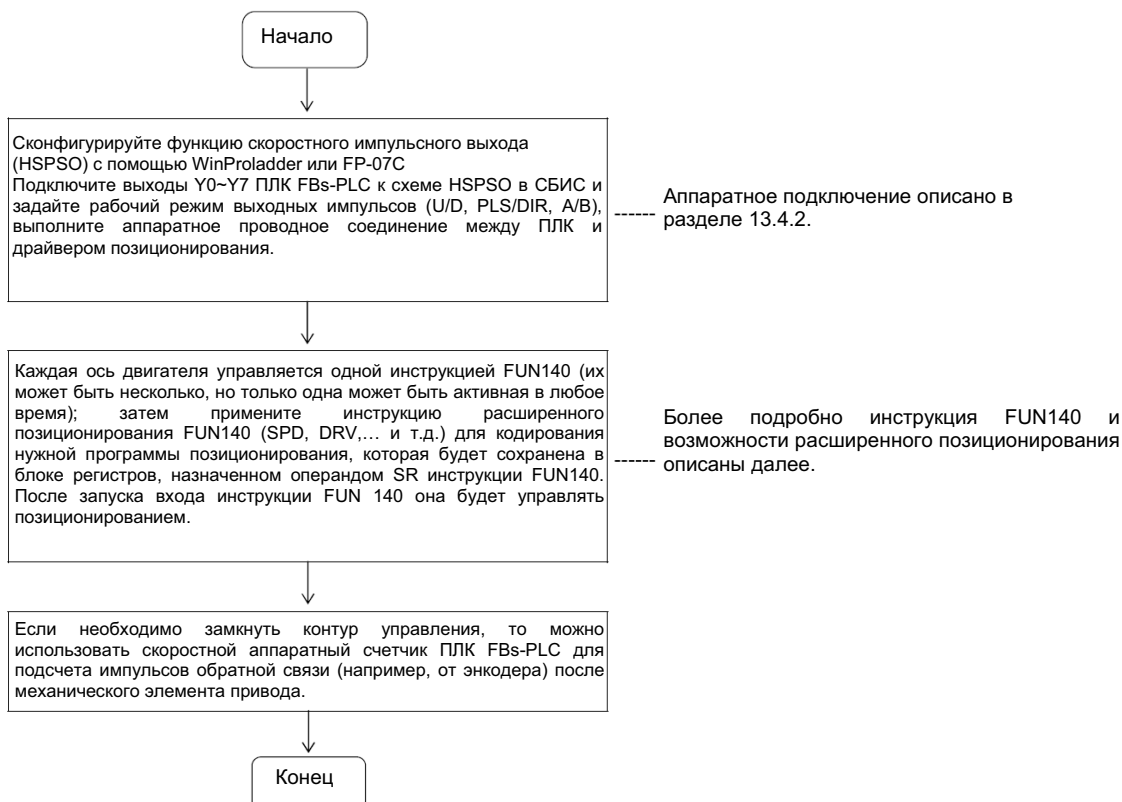 Начало
Сконфигурируйте функцию скоростного импульсного выхода
(HSPSO) с помощью WinProladder или FP-07C
Подключите выходы Y0~Y7 ПЛК FBs-PLC к схеме HSPSO в СБИС и
задайте рабочий режим выходных импульсов (U/D, PLS/DIR, A/B),
выполните аппаратное проводное соединение между ПЛК и
драйвером позиционирования.
------ Аппаратное подключение описано в
разделе 13.4.2.
Каждая ось двигателя управляется одной инструкцией FUN140 (их
может быть несколько, но только одна может быть активная в любое
время); затем примените инструкцию расширенного
позиционирования FUN140 (SPD, DRV,… и т.д.) для кодирования
нужной программы позиционирования, которая будет сохранена в
блоке регистров, назначенном операндом SR инструкции FUN140.
После запуска входа инструкции FUN 140 она будет управлять
позиционированием.
Более подробно инструкция FUN140 и
возможности расширенного позиционирования
------ описаны далее.
Если необходимо замкнуть контур управления, то можно
использовать скоростной аппаратный счетчик ПЛК FBs-PLC для
подсчета импульсов обратной связи (например, от энкодера) после
механического элемента привода.
Конец